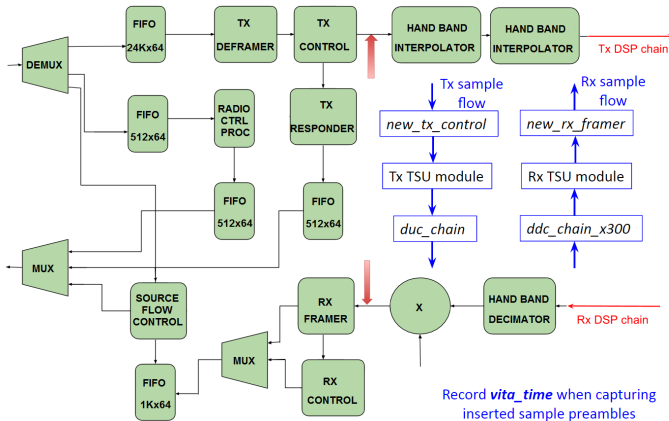 FIFO
24Kx64
TX
DEFRAMER
TX
CONTROL
HAND BAND
INTERPOLATOR
HAND BAND
INTERPOLATOR
Tx DSP chain
DEMUX
FIFO
512x64
RADIO
CTRL
PROC
TX
RESPONDER
Tx sample
flow
Rx sample
flow
new_tx_control
new_rx_framer
Tx TSU module
Rx TSU module
FIFO
512x64
FIFO
512x64
duc_chain
ddc_chain_x300
MUX
SOURCE
FLOW
CONTROL
RX
FRAMER
X
HAND BAND
DECIMATOR
Rx DSP chain
MUX
FIFO
1Kx64
RX
CONTROL
Record vita_time when capturing
inserted sample preambles